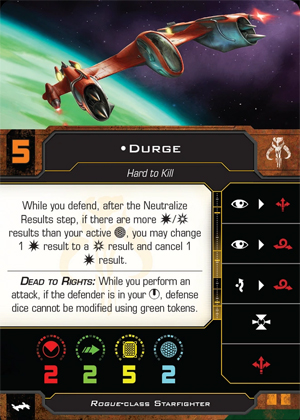 5
•Durge
Hard to Kill
While you defend, after the Neutralize
Results step, if there are more /
results than your active , you may change
1 result to a result and cancel 1
result.
Dead to Rights: While you perform an
attack, if the defender is in your , defense
dice cannot be modified using green tokens.
2 2 5 2
Rogue-class Starfighter